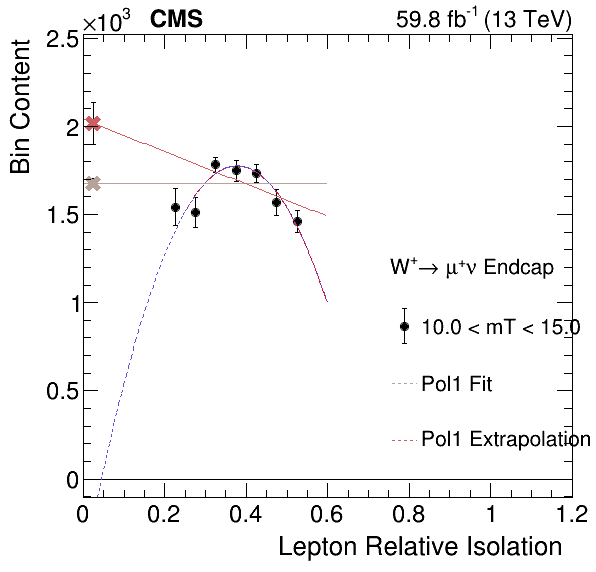 ×10³ CMS 59.8 fb⁻¹ (13 TeV)
Bin Content
2.5
2
1.5
1
0.5
0
W⁺→ μ⁺ν Endcap
10.0 < mT < 15.0
Pol1 Fit
Pol1 Extrapolation
0 0.2 0.4 0.6 0.8 1 1.2
Lepton Relative Isolation